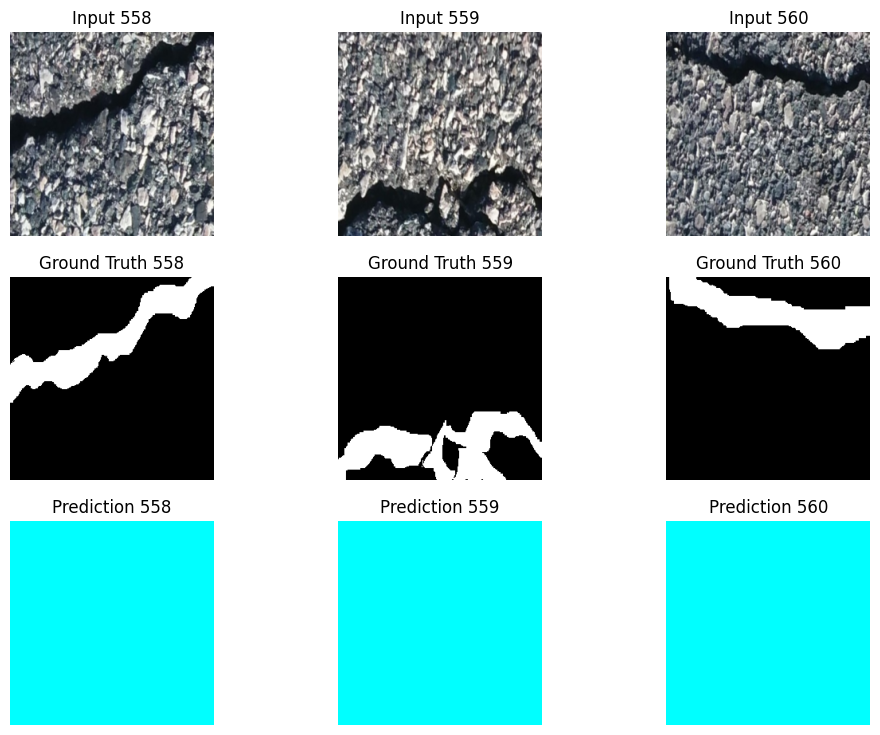 Input 558
Input 559
Input 560
Ground Truth 558
Ground Truth 559
Ground Truth 560
Prediction 558
Prediction 559
Prediction 560